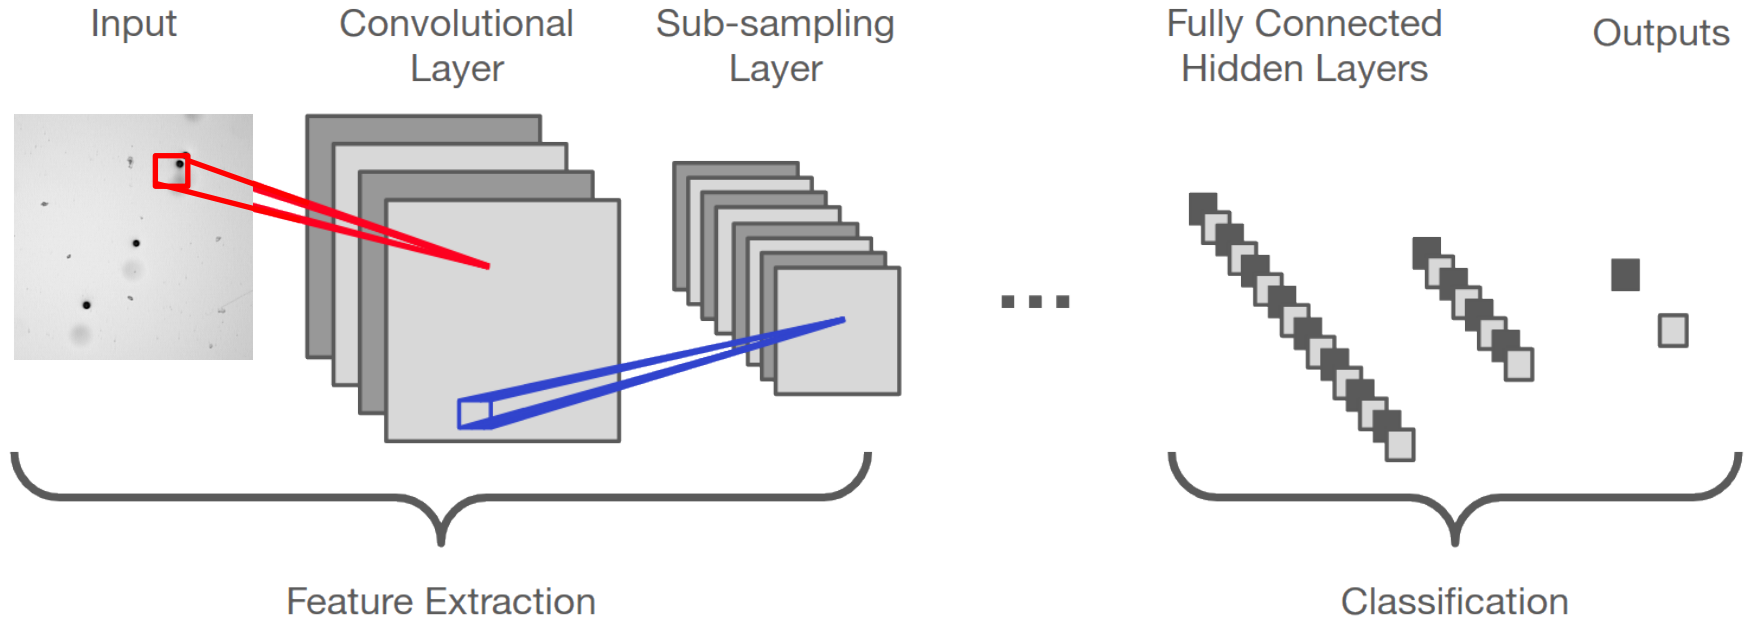 Input
Convolutional
Layer
Sub-sampling
Layer
Fully Connected
Hidden Layers
Outputs
Feature Extraction
Classification